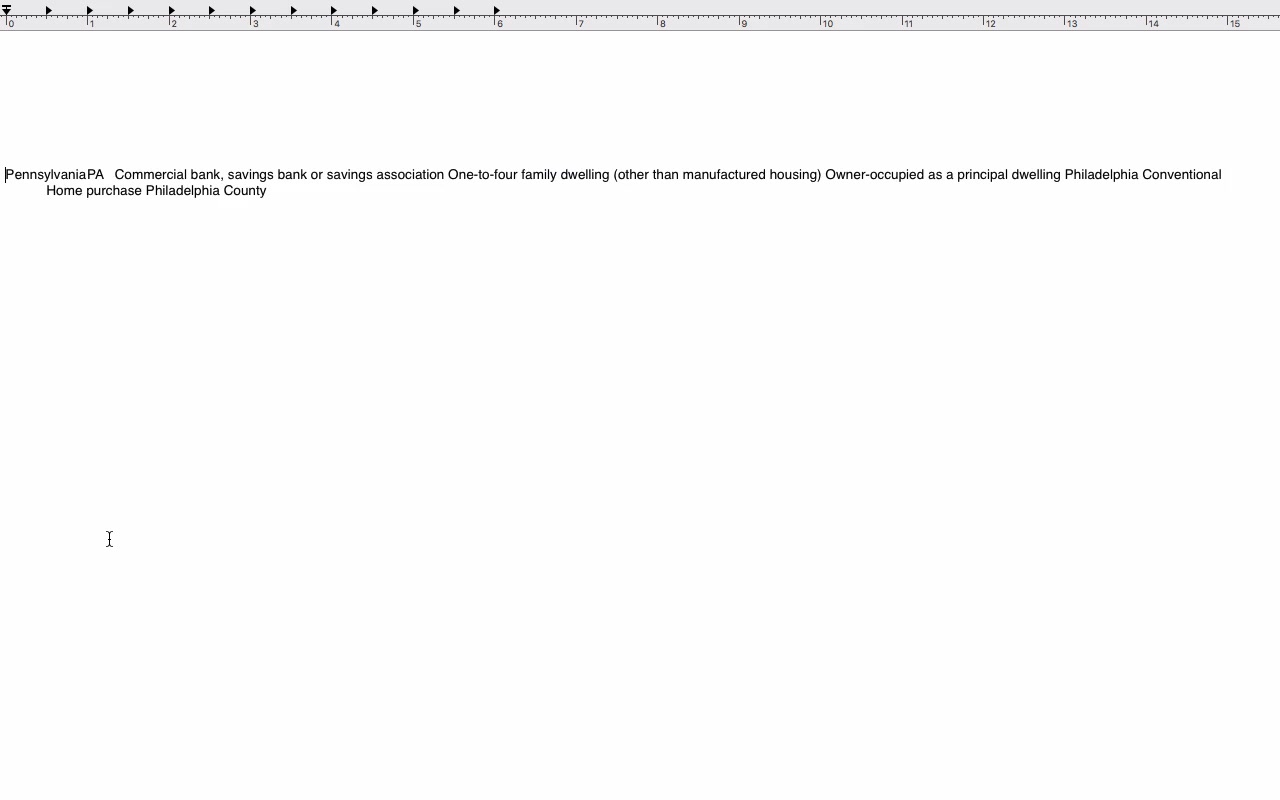 0 1 2 3 4 5 6 7 8 9 10 11 12 13 14 15
PennsylvaniaPA Commercial bank, savings bank or savings association One-to-four family dwelling (other than manufactured housing) Owner-occupied as a principal dwelling Philadelphia Conventional
Home purchase Philadelphia County